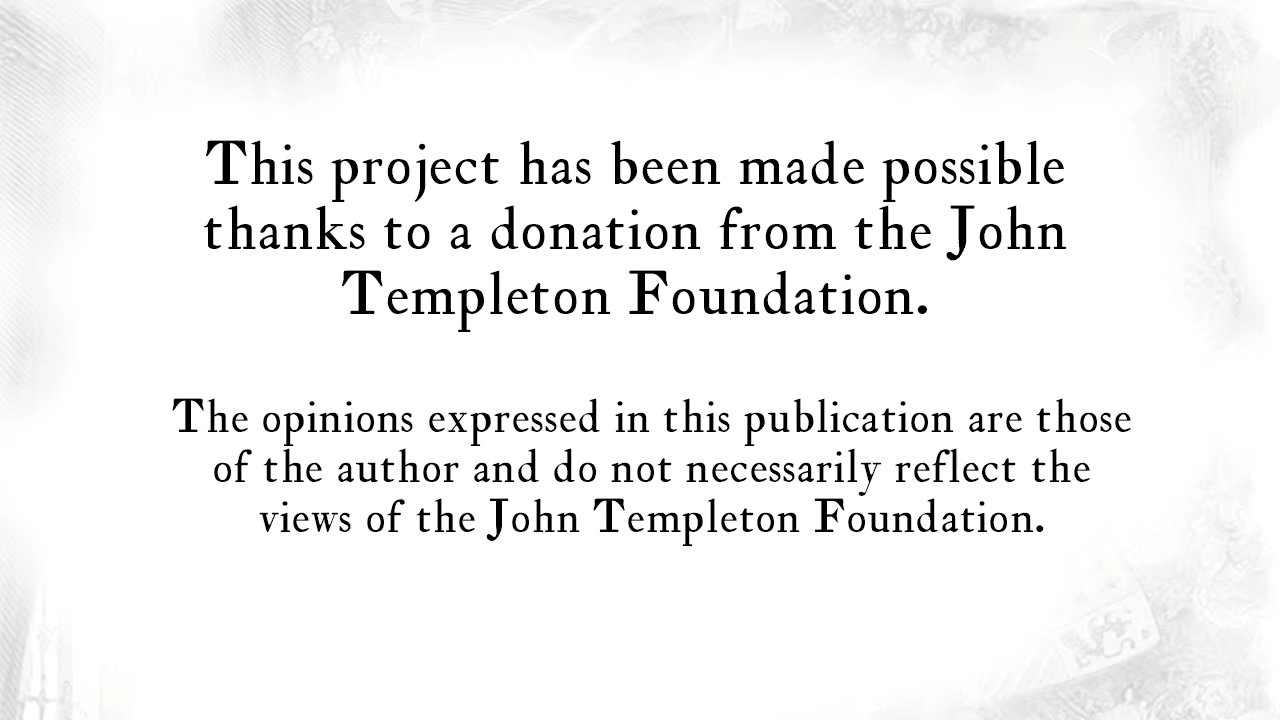 This project has been made possible
thanks to a donation from the John
Templeton Foundation.
The opinions expressed in this publication are those
of the author and do not necessarily reflect the
views of the John Templeton Foundation.